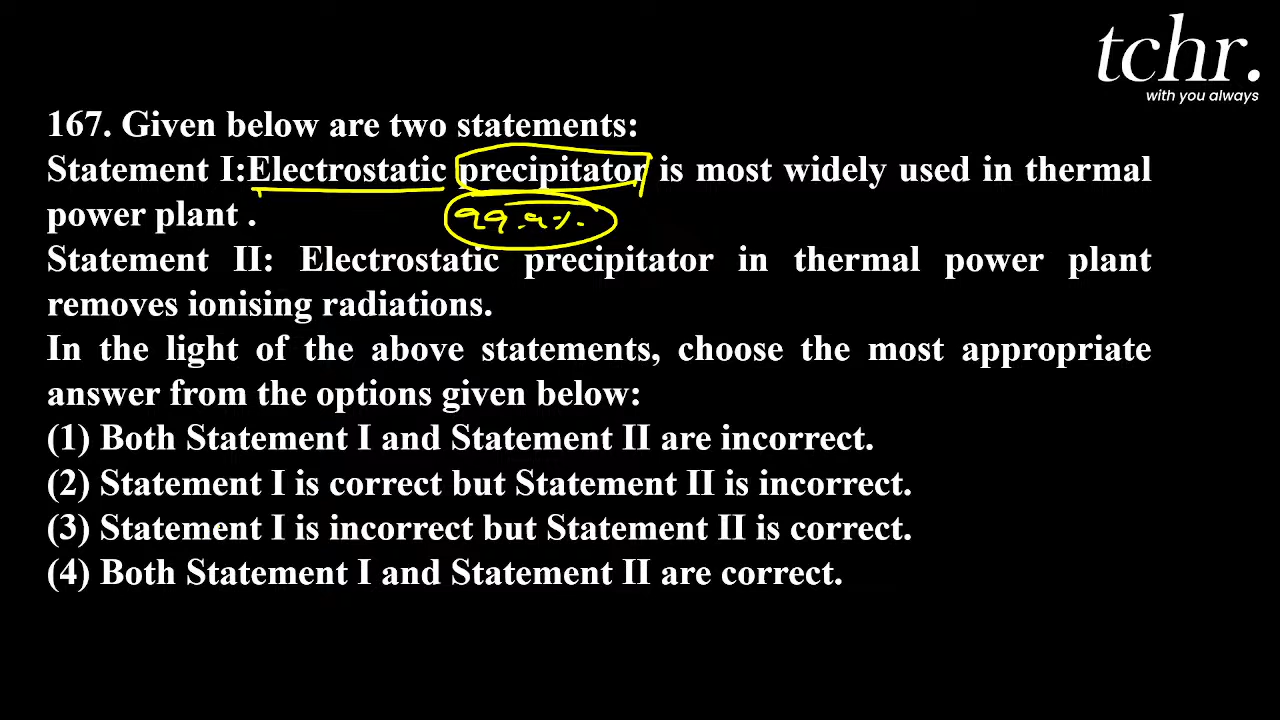 tchr.
with you always
167. Given below are two statements:
Statement I:Electrostatic precipitator is most widely used in thermal
power plant .
99.9%
Statement II: Electrostatic precipitator in thermal power plant
removes ionising radiations.
In the light of the above statements, choose the most appropriate
answer from the options given below:
(1) Both Statement I and Statement II are incorrect.
(2) Statement I is correct but Statement II is incorrect.
(3) Statement I is incorrect but Statement II is correct.
(4) Both Statement I and Statement II are correct.